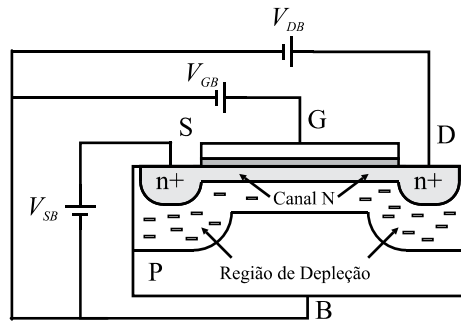 V_DB
V_GB
S
G
D
n+
n+
Canal N
V_SB
P
Região de Depleção
B